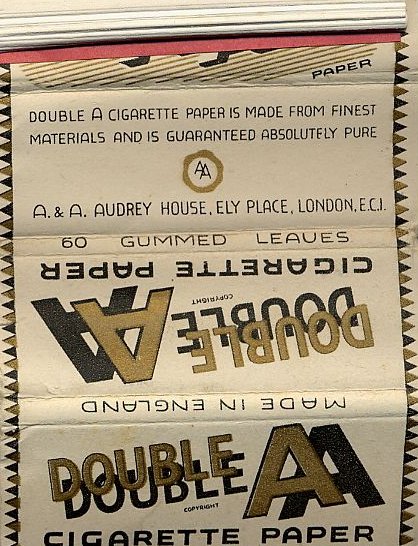 PAPER
DOUBLE A CIGARETTE PAPER IS MADE FROM FINEST
MATERIALS AND IS GUARANTEED ABSOLUTELY PURE
AA
A. & A. AUDREY HOUSE, ELY PLACE, LONDON, E.C.1.
60 GUMMED LEAVES
CIGARETTE PAPER
DOUBLE AA
COPYRIGHT
MADE IN ENGLAND
DOUBLE AA
COPYRIGHT
CIGARETTE PAPER